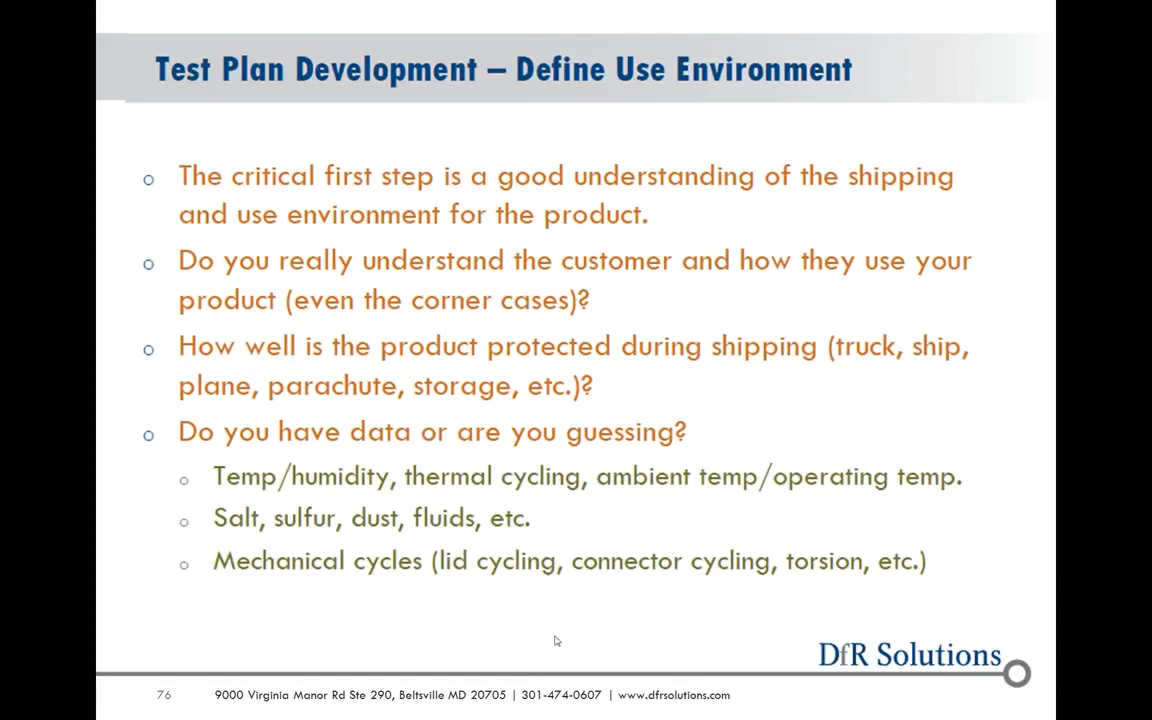 Test Plan Development – Define Use Environment
o The critical first step is a good understanding of the shipping
and use environment for the product.
o Do you really understand the customer and how they use your
product (even the corner cases)?
o How well is the product protected during shipping (truck, ship,
plane, parachute, storage, etc.)?
o Do you have data or are you guessing?
o Temp/humidity, thermal cycling, ambient temp/operating temp.
o Salt, sulfur, dust, fluids, etc.
o Mechanical cycles (lid cycling, connector cycling, torsion, etc.)
DfR Solutions
76 9000 Virginia Manor Rd Ste 290, Beltsville MD 20705 | 301-474-0607 | www.dfrsolutions.com